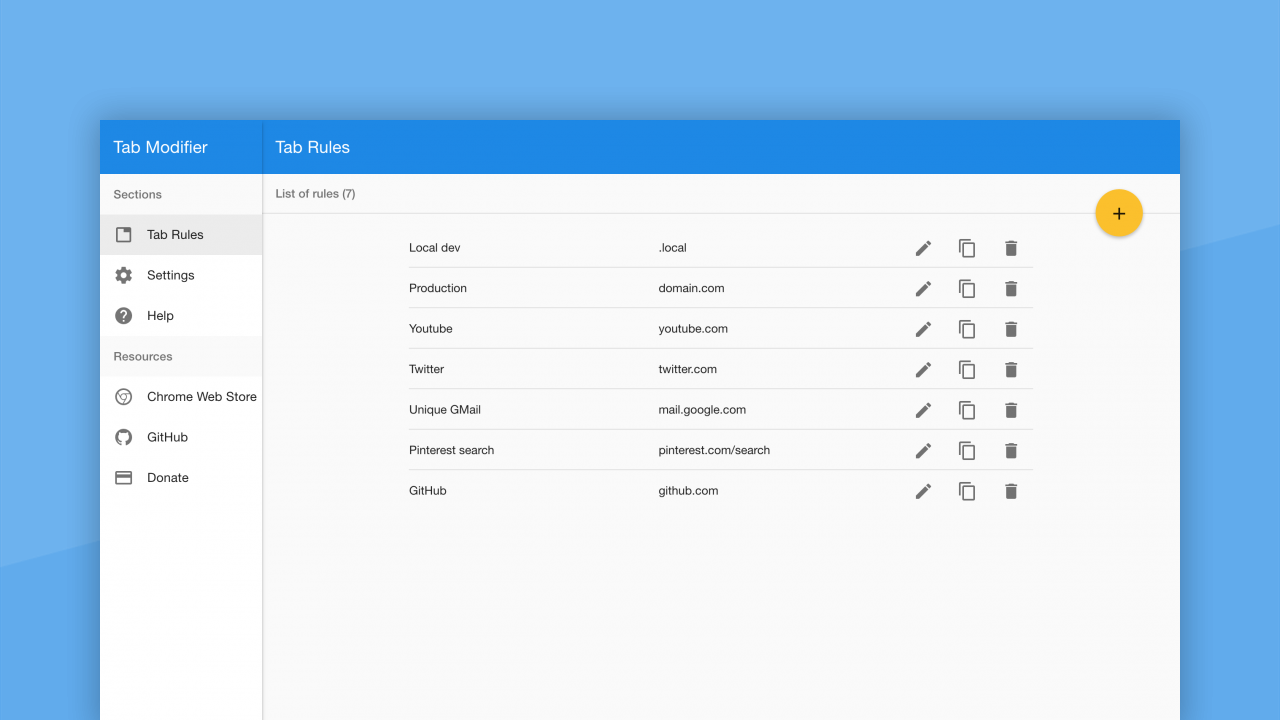 Tab Modifier
Tab Rules
Sections
List of rules (7)
Tab Rules
Settings
Help
Resources
Chrome Web Store
GitHub
Donate
+
Local dev .local
Production domain.com
Youtube youtube.com
Twitter twitter.com
Unique GMail mail.google.com
Pinterest search pinterest.com/search
GitHub github.com